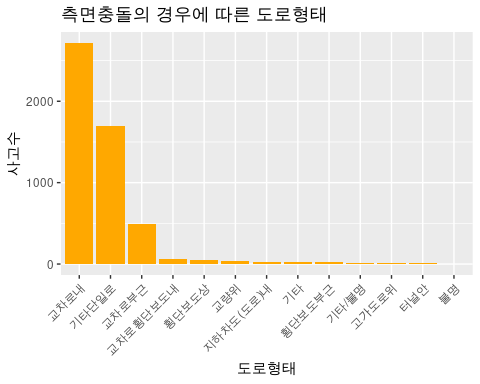 측면충돌의 경우에 따른 도로형태
사고수
2000
1000
0
교차로내
기타단일로
교차로부근
교차로횡단보도내
횡단보도상
교량위
지하차도(도로)내
기타
횡단보도부근
기타/불명
고가도로위
터널안
불명
도로형태